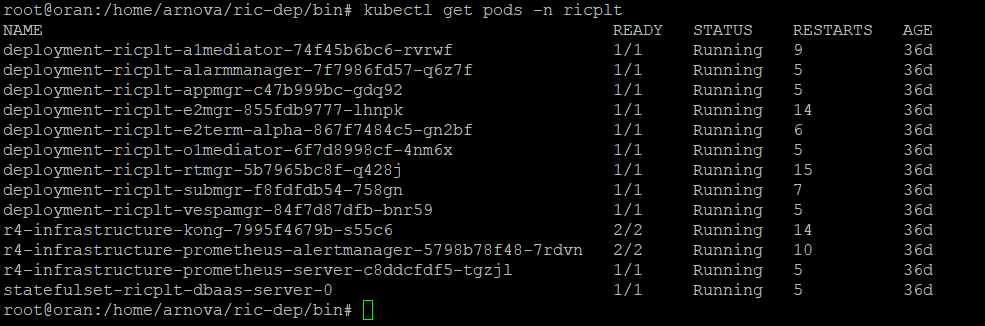 root@oran:/home/arnova/ric-dep/bin# kubectl get pods -n ricplt
NAME READY STATUS RESTARTS AGE
deployment-ricplt-a1mediator-74f45b6bc6-rvrwf 1/1 Running 9 36d
deployment-ricplt-alarmmanager-7f7986fd57-q6z7f 1/1 Running 5 36d
deployment-ricplt-appmgr-c47b999bc-gdq92 1/1 Running 5 36d
deployment-ricplt-e2mgr-855fdb9777-lhnpk 1/1 Running 14 36d
deployment-ricplt-e2term-alpha-867f7484c5-gn2bf 1/1 Running 6 36d
deployment-ricplt-o1mediator-6f7d8998cf-4nm6x 1/1 Running 5 36d
deployment-ricplt-rtmgr-5b7965bc8f-q428j 1/1 Running 15 36d
deployment-ricplt-submgr-f8fdfdb54-758gn 1/1 Running 7 36d
deployment-ricplt-vespamgr-84f7d87dfb-bnr59 1/1 Running 5 36d
r4-infrastructure-kong-7995f4679b-s55c6 2/2 Running 14 36d
r4-infrastructure-prometheus-alertmanager-5798b78f48-7rdvn 2/2 Running 10 36d
r4-infrastructure-prometheus-server-c8ddcfdf5-tgzjl 1/1 Running 5 36d
statefulset-ricplt-dbaas-server-0 1/1 Running 5 36d
root@oran:/home/arnova/ric-dep/bin#